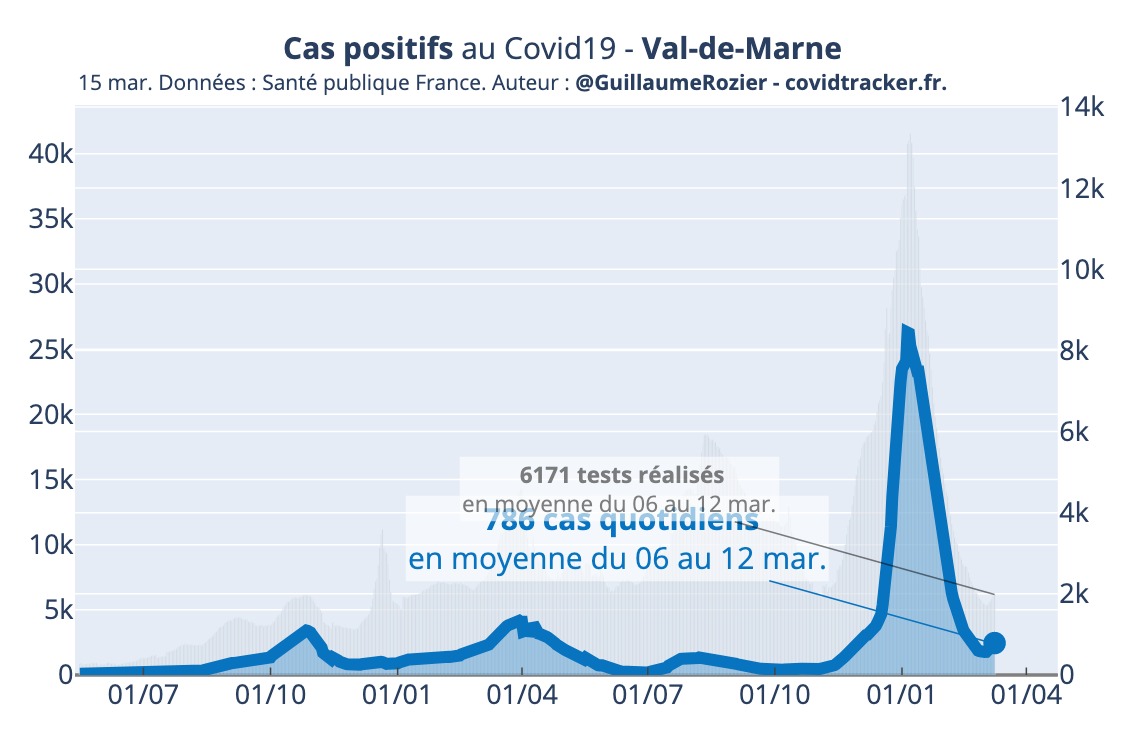 Cas positifs au Covid19 - Val-de-Marne
15 mar. Données : Santé publique France. Auteur : @GuillaumeRozier - covidtracker.fr.
14k
40k
12k
35k
10k
30k
25k
8k
20k
6k
6171 tests réalisés
15k
en moyenne du 06 au 12 mar.
4k
786 cas quotidiens
10k
en moyenne du 06 au 12 mar.
2k
5k
0
0
01/07 01/10 01/01 01/04 01/07 01/10 01/01 01/04